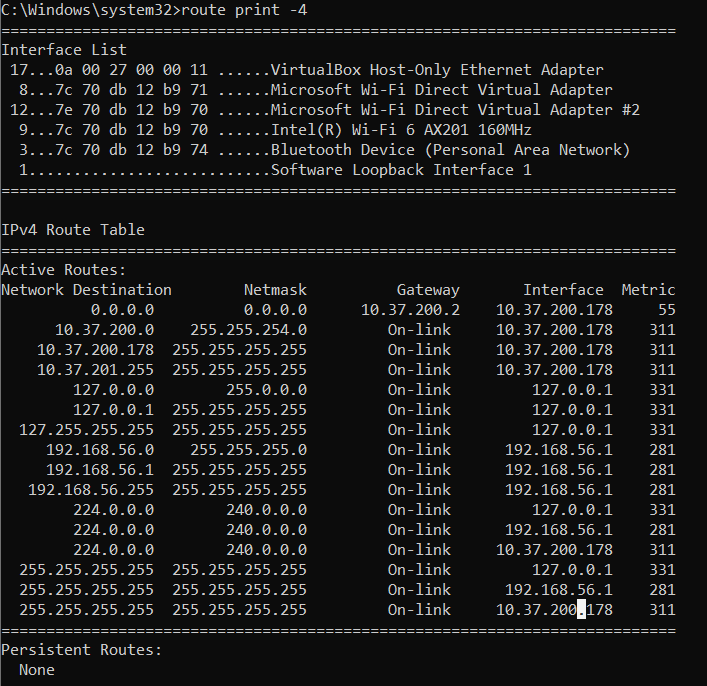 C:\Windows\system32>route print -4
===========================================================================
Interface List
 17...0a 00 27 00 00 11 ......VirtualBox Host-Only Ethernet Adapter
  8...7c 70 db 12 b9 71 ......Microsoft Wi-Fi Direct Virtual Adapter
 12...7e 70 db 12 b9 70 ......Microsoft Wi-Fi Direct Virtual Adapter #2
  9...7c 70 db 12 b9 70 ......Intel(R) Wi-Fi 6 AX201 160MHz
  3...7c 70 db 12 b9 74 ......Bluetooth Device (Personal Area Network)
  1...........................Software Loopback Interface 1
===========================================================================
IPv4 Route Table
===========================================================================
Active Routes:
Network Destination        Netmask          Gateway       Interface  Metric
          0.0.0.0          0.0.0.0      10.37.200.2    10.37.200.178     55
      10.37.200.0    255.255.254.0         On-link     10.37.200.178    311
    10.37.200.178  255.255.255.255         On-link     10.37.200.178    311
    10.37.201.255  255.255.255.255         On-link     10.37.200.178    311
        127.0.0.0        255.0.0.0         On-link         127.0.0.1    331
        127.0.0.1  255.255.255.255         On-link         127.0.0.1    331
  127.255.255.255  255.255.255.255         On-link         127.0.0.1    331
     192.168.56.0    255.255.255.0         On-link      192.168.56.1    281
     192.168.56.1  255.255.255.255         On-link      192.168.56.1    281
   192.168.56.255  255.255.255.255         On-link      192.168.56.1    281
        224.0.0.0        240.0.0.0         On-link         127.0.0.1    331
        224.0.0.0        240.0.0.0         On-link      192.168.56.1    281
        224.0.0.0        240.0.0.0         On-link     10.37.200.178    311
  255.255.255.255  255.255.255.255         On-link         127.0.0.1    331
  255.255.255.255  255.255.255.255         On-link      192.168.56.1    281
  255.255.255.255  255.255.255.255         On-link     10.37.200.178    311
===========================================================================
Persistent Routes:
  None